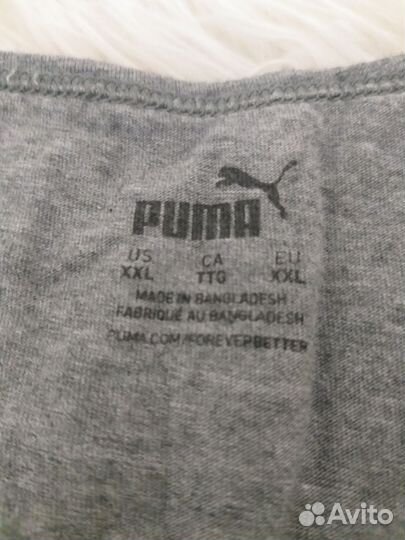 PUMA
US CA EU
XXL TTG XXL
MADE IN BANGLADESH
FABRIQUÉ AU BANGLADESH
PUMA.COM/FOREVERBETTER
Avito